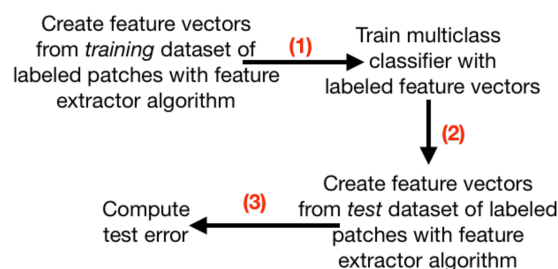 Create feature vectors
from training dataset of
labeled patches with feature
extractor algorithm
(1)
Train multiclass
classifier with
labeled feature vectors
(2)
Create feature vectors
from test dataset of labeled
patches with feature
extractor algorithm
(3)
Compute
test error